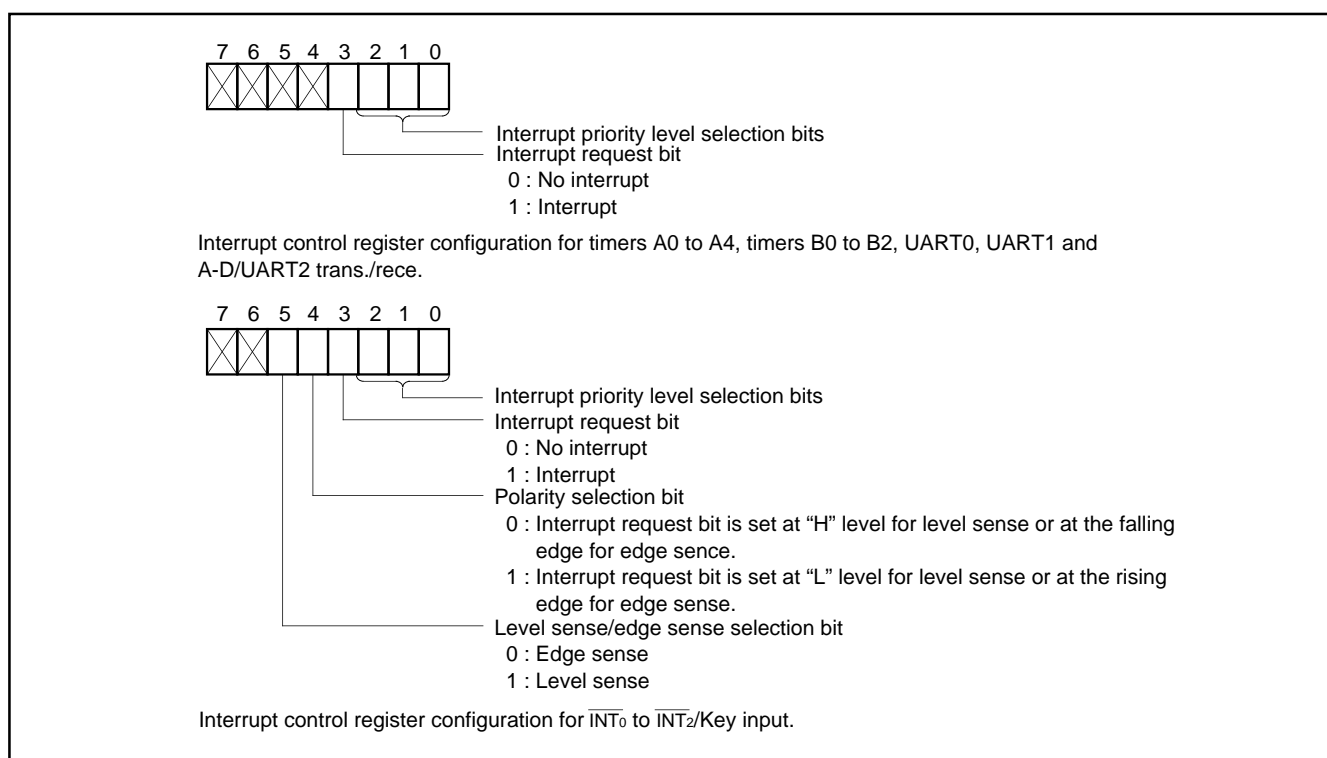 7 6 5 4 3 2 1 0
Interrupt priority level selection bits
Interrupt request bit
0 : No interrupt
1 : Interrupt
Interrupt control register configuration for timers A0 to A4, timers B0 to B2, UART0, UART1 and
A-D/UART2 trans./rece.
7 6 5 4 3 2 1 0
Interrupt priority level selection bits
Interrupt request bit
0 : No interrupt
1 : Interrupt
Polarity selection bit
0 : Interrupt request bit is set at “H” level for level sense or at the falling
edge for edge sence.
1 : Interrupt request bit is set at “L” level for level sense or at the rising
edge for edge sense.
Level sense/edge sense selection bit
0 : Edge sense
1 : Level sense
Interrupt control register configuration for I̅N̅T̅₀ to I̅N̅T̅₂/Key input.